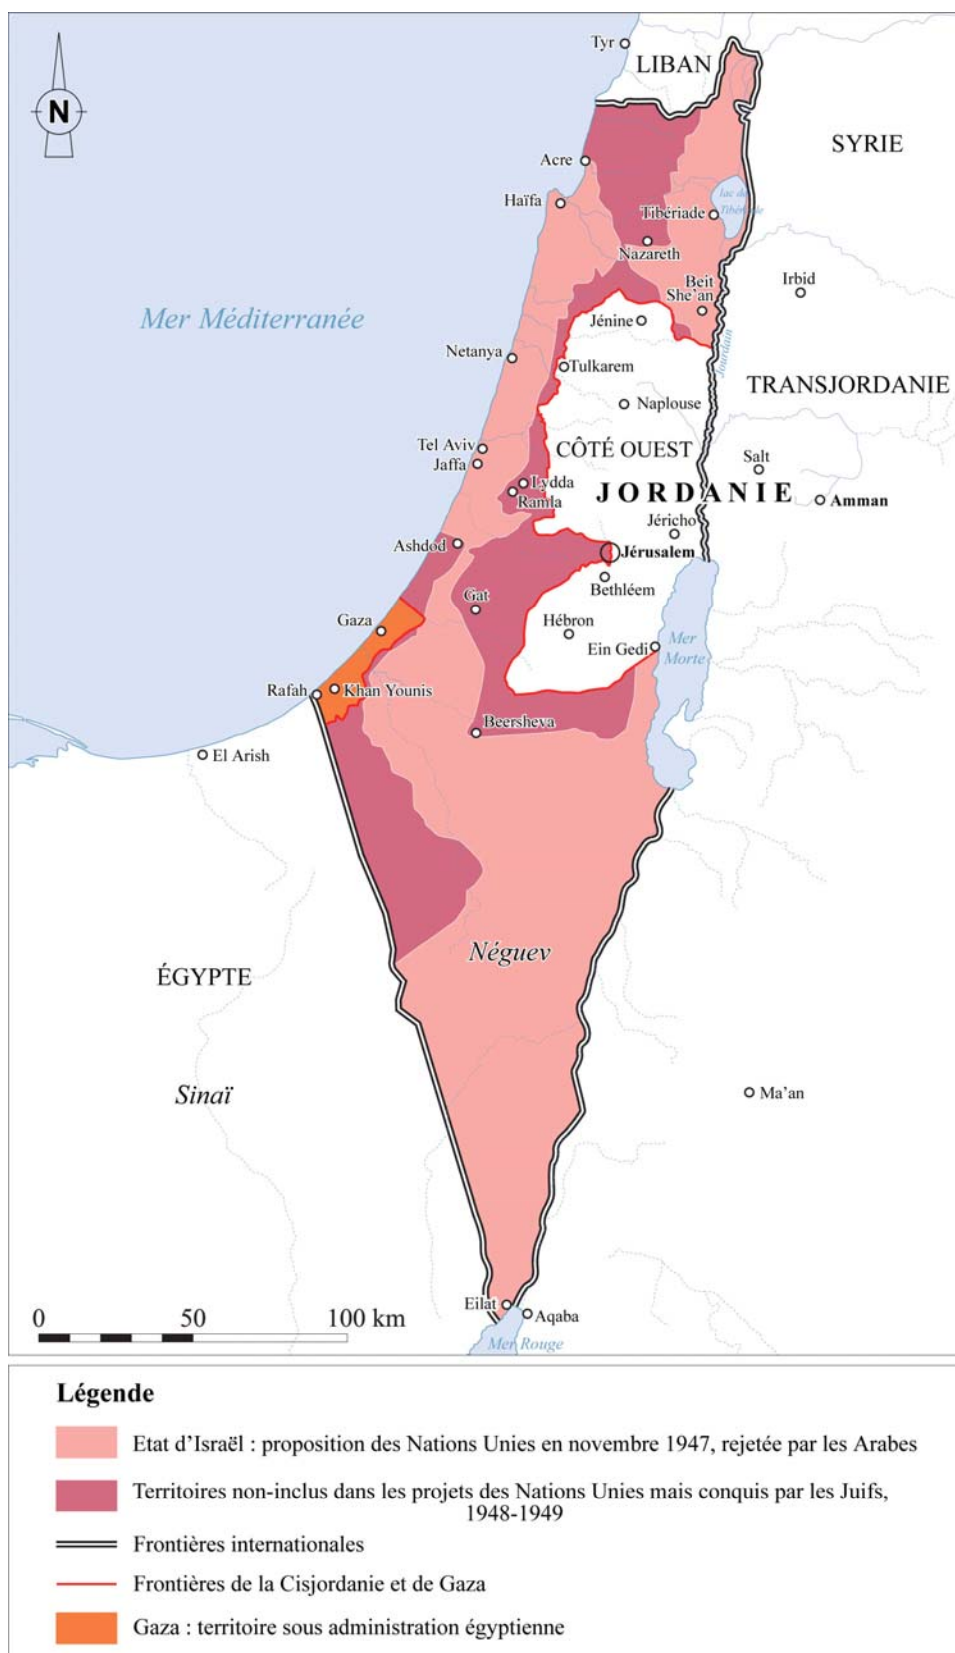 Tyr
LIBAN
N
SYRIE
Acre
Haïfa
lac de
Tibériade
Tibériade
Nazareth
Beit
She'an
Irbid
Mer Méditerranée
Jénine
Jourdain
Netanya
Tulkarem
TRANSJORDANIE
Naplouse
Tel Aviv
CÔTÉ OUEST
Jaffa
Salt
Lydda
JORDANIE
Ramla
Amman
Jéricho
Ashdod
Jérusalem
Bethléem
Gat
Gaza
Hébron
Ein Gedi
Mer
Morte
Rafah
Khan Younis
Beersheva
El Arish
Néguev
ÉGYPTE
Sinaï
Ma'an
Eilat
Aqaba
0 50 100 km
Mer Rouge
Légende
Etat d'Israël : proposition des Nations Unies en novembre 1947, rejetée par les Arabes
Territoires non-inclus dans les projets des Nations Unies mais conquis par les Juifs,
1948-1949
Frontières internationales
Frontières de la Cisjordanie et de Gaza
Gaza : territoire sous administration égyptienne